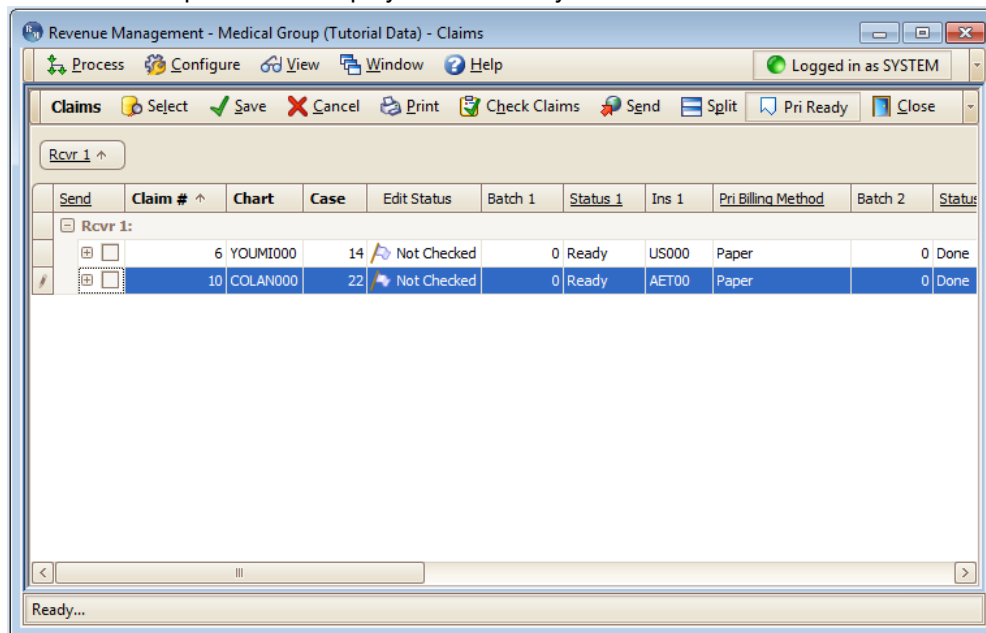 Revenue Management - Medical Group (Tutorial Data) - Claims
Process Configure View Window Help Logged in as SYSTEM
Claims Select Save Cancel Print Check Claims Send Split Pri Ready Close
Rcvr 1
Send Claim # Chart Case Edit Status Batch 1 Status 1 Ins 1 Pri Billing Method Batch 2 Status
Rcvr 1:
6 YOUMI000 14 Not Checked 0 Ready US000 Paper 0 Done
10 COLAN000 22 Not Checked 0 Ready AET00 Paper 0 Done
Ready...